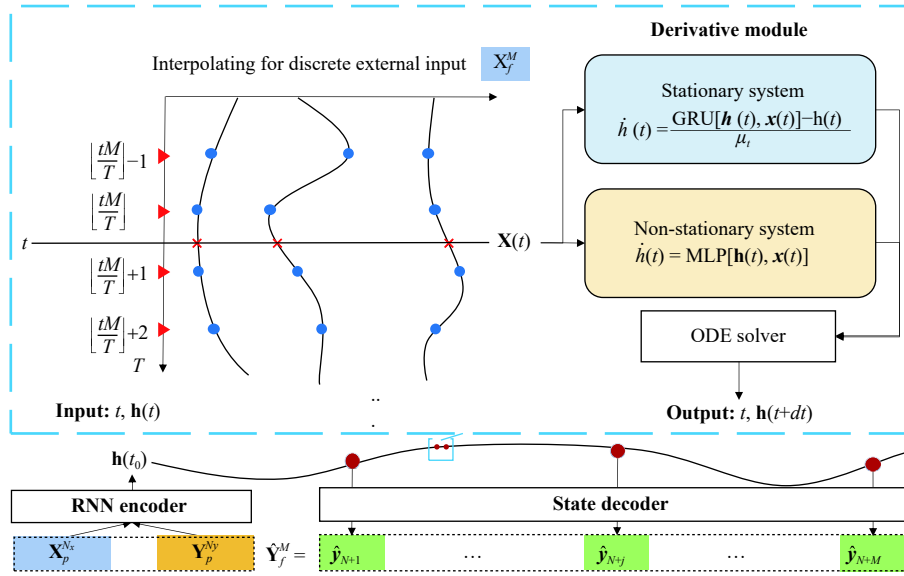 Derivative module
Interpolating for discrete external input X_f^M
Stationary system
ḣ (t) = (GRU[h (t), x(t)]−h(t)) / μ_t
⌊tM/T⌋−1
⌊tM/T⌋
t
X(t)
Non-stationary system
ḣ(t) = MLP[h(t), x(t)]
⌊tM/T⌋+1
⌊tM/T⌋+2
T
ODE solver
Input: t, h(t)
..
.
Output: t, h(t+dt)
h(t_0)
RNN encoder
State decoder
X_p^{N_x}
Y_p^{Ny}
Ŷ_f^M =
ŷ_{N+1}
...
ŷ_{N+j}
...
ŷ_{N+M}